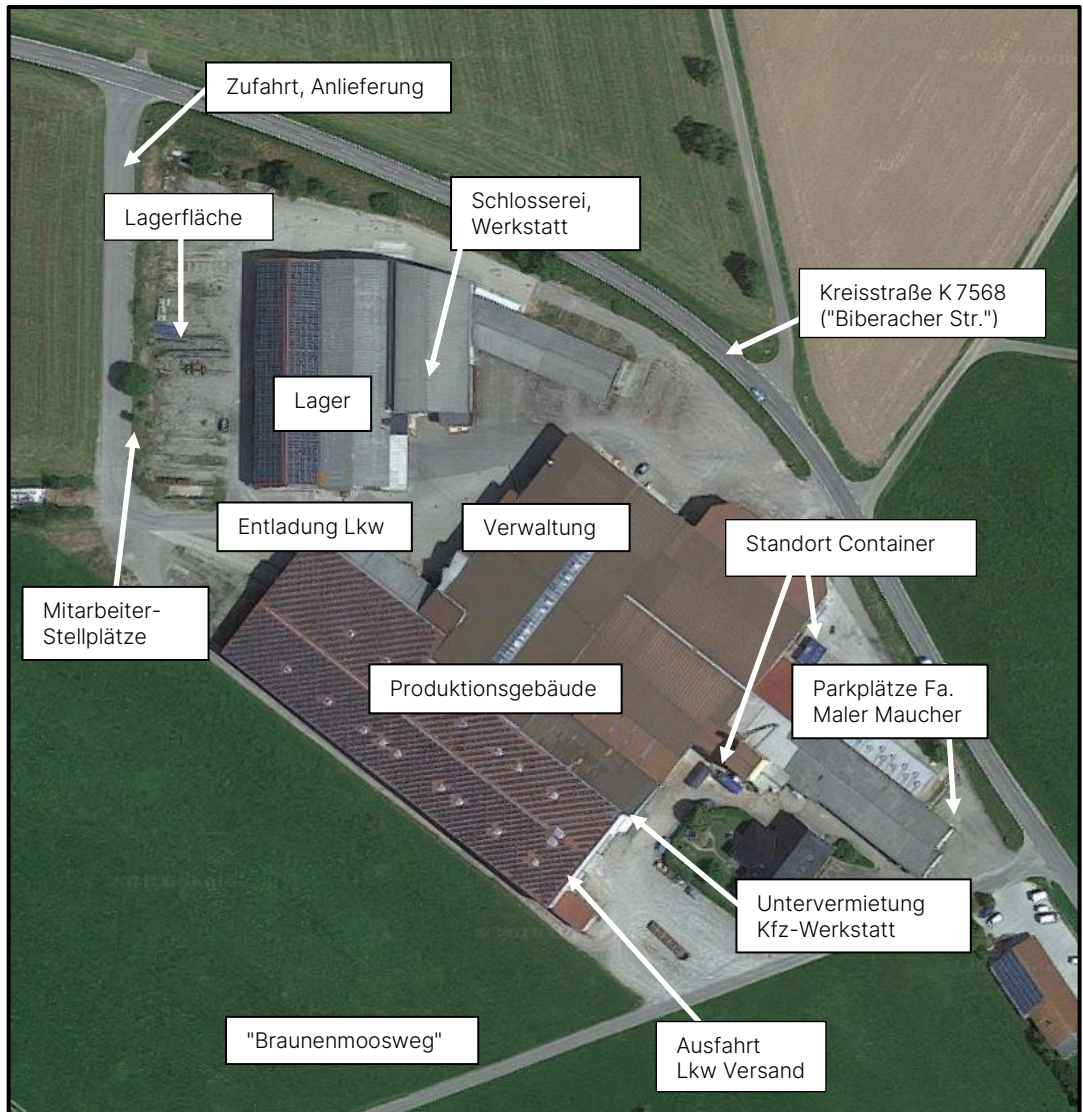 Zufahrt, Anlieferung
Lagerfläche
Schlosserei,
Werkstatt
Kreisstraße K 7568
("Biberacher Str.")
Lager
Entladung Lkw
Verwaltung
Standort Container
Mitarbeiter-
Stellplätze
Produktionsgebäude
Parkplätze Fa.
Maler Maucher
Untervermietung
Kfz-Werkstatt
"Braunenmoosweg"
Ausfahrt
Lkw Versand